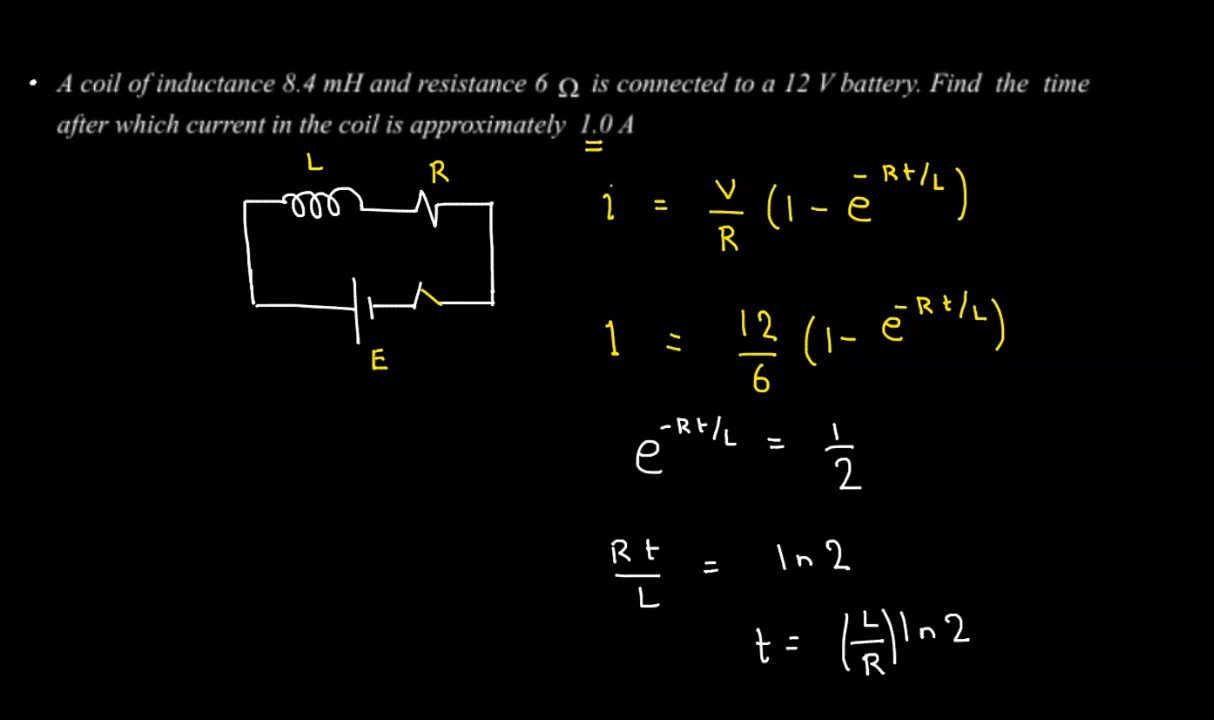 • A coil of inductance 8.4 mH and resistance 6 Ω is connected to a 12 V battery. Find the time
after which current in the coil is approximately 1.0 A
L
R
E
i = V/R (1 - e^-Rt/L)
1 = 12/6 (1 - e^-Rt/L)
e^-Rt/L = 1/2
Rt/L = ln 2
t = (L/R) ln 2